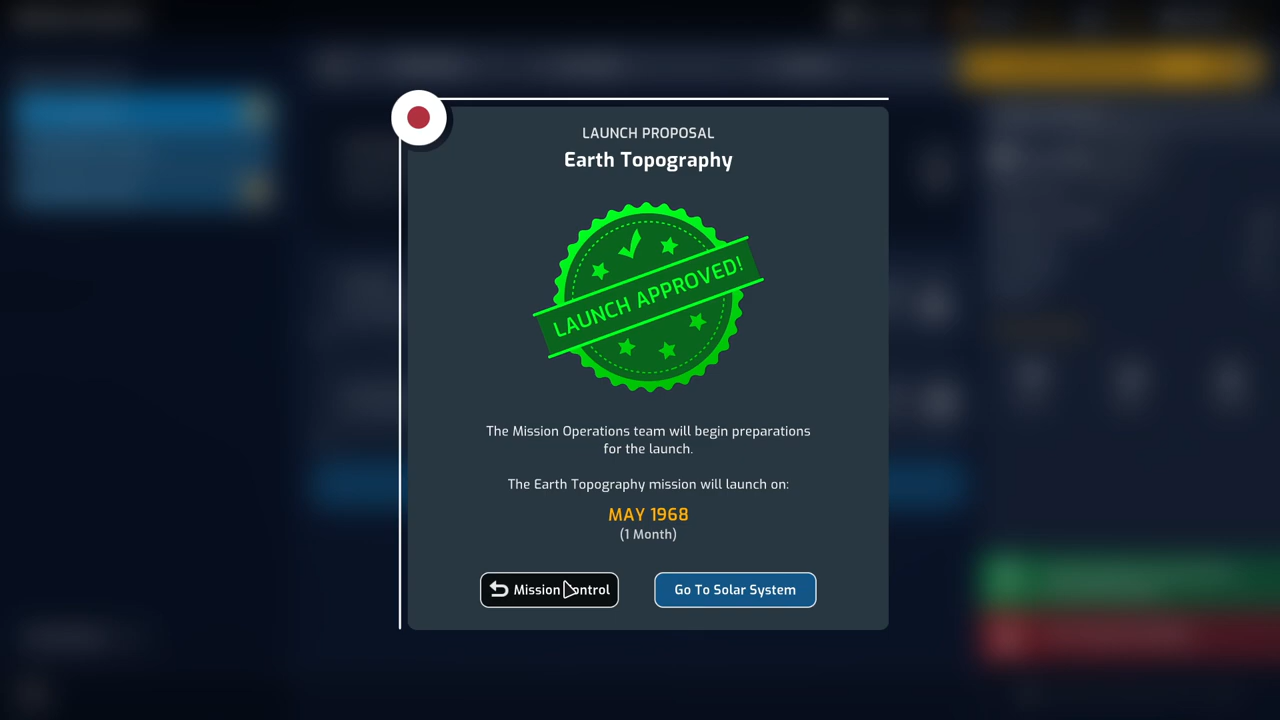 LAUNCH PROPOSAL
Earth Topography
LAUNCH APPROVED!
The Mission Operations team will begin preparations
for the launch.
The Earth Topography mission will launch on:
MAY 1968
(1 Month)
Mission Control
Go To Solar System